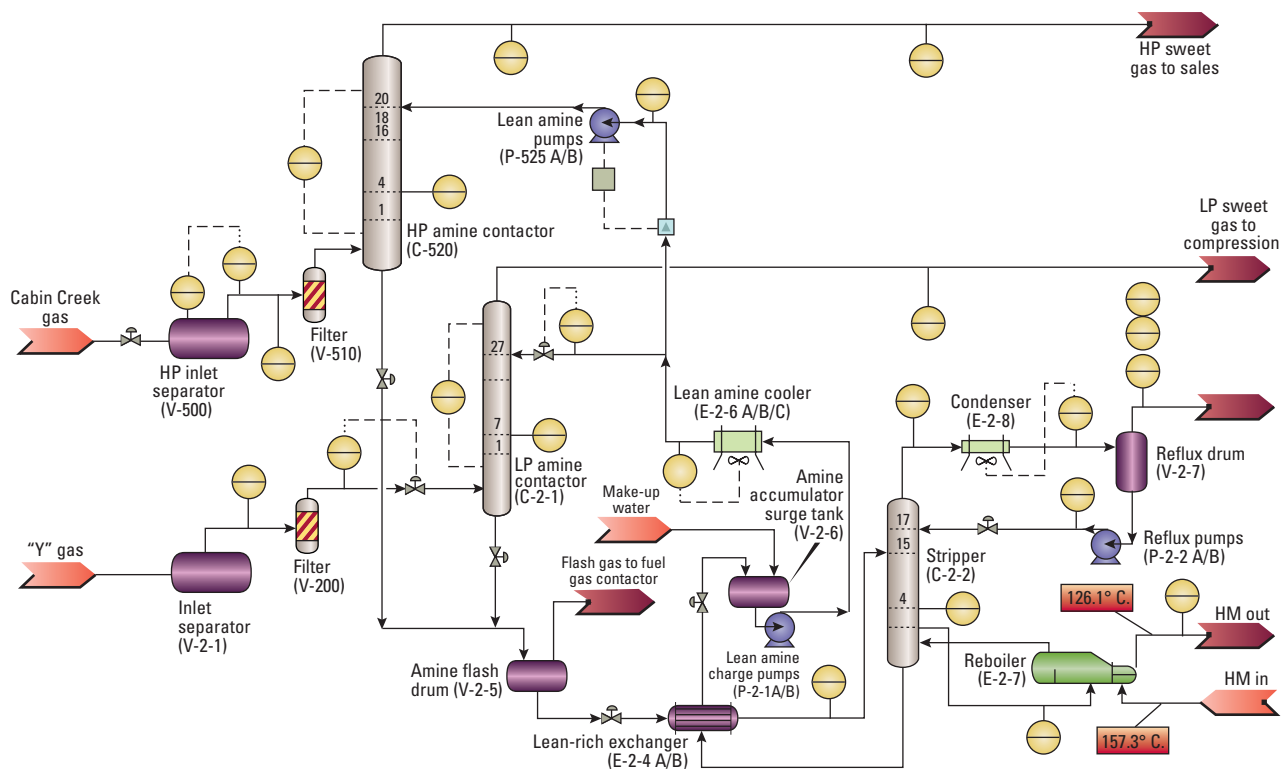 HP sweet
gas to sales
20
18
16
4
1
Lean amine
pumps
(P-525 A/B)
HP amine contactor
(C-520)
LP sweet
gas to
compression
Cabin Creek
gas
HP inlet
separator
(V-500)
Filter
(V-510)
27
7
1
LP amine
contactor
(C-2-1)
Lean amine cooler
(E-2-6 A/B/C)
Condenser
(E-2-8)
Reflux drum
(V-2-7)
Amine
accumulator
surge tank
(V-2-6)
Make-up
water
"Y" gas
Inlet
separator
(V-2-1)
Filter
(V-200)
Flash gas to fuel
gas contactor
17
15
4
Stripper
(C-2-2)
Reflux pumps
(P-2-2 A/B)
126.1° C.
HM out
Amine flash
drum (V-2-5)
Lean amine
charge pumps
(P-2-1A/B)
Reboiler
(E-2-7)
HM in
157.3° C.
Lean-rich exchanger
(E-2-4 A/B)